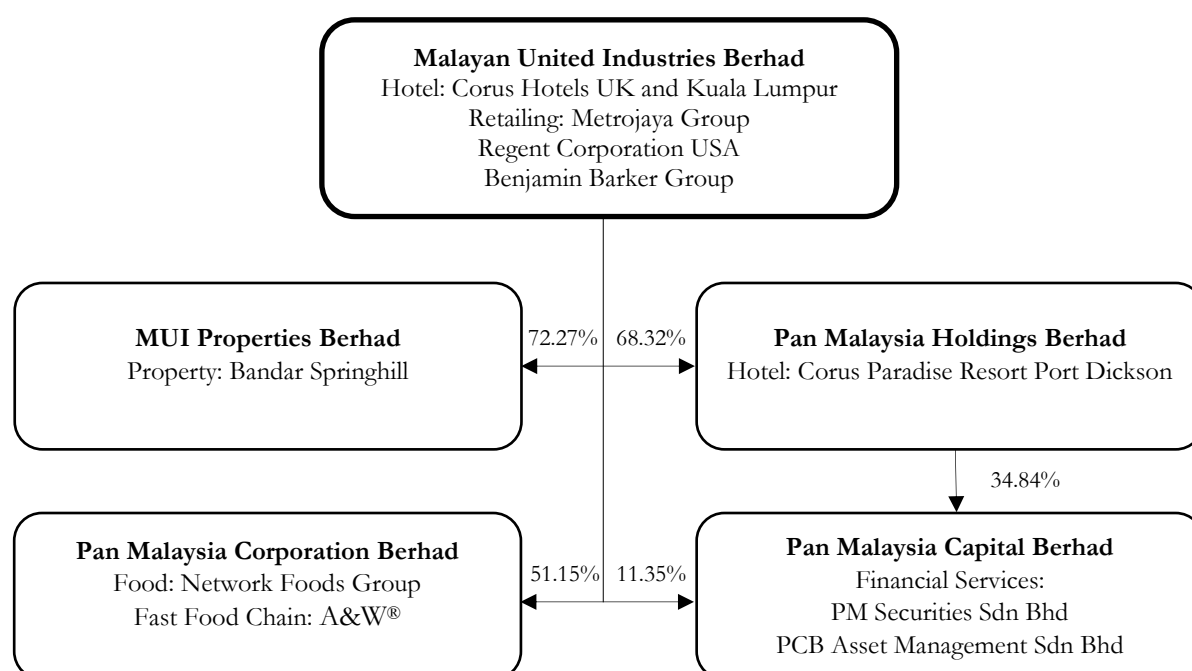 Malayan United Industries Berhad
Hotel: Corus Hotels UK and Kuala Lumpur
Retailing: Metrojaya Group
Regent Corporation USA
Benjamin Barker Group
MUI Properties Berhad
Property: Bandar Springhill
72.27%
68.32%
Pan Malaysia Holdings Berhad
Hotel: Corus Paradise Resort Port Dickson
34.84%
Pan Malaysia Corporation Berhad
Food: Network Foods Group
Fast Food Chain: A&W®
51.15%
11.35%
Pan Malaysia Capital Berhad
Financial Services:
PM Securities Sdn Bhd
PCB Asset Management Sdn Bhd